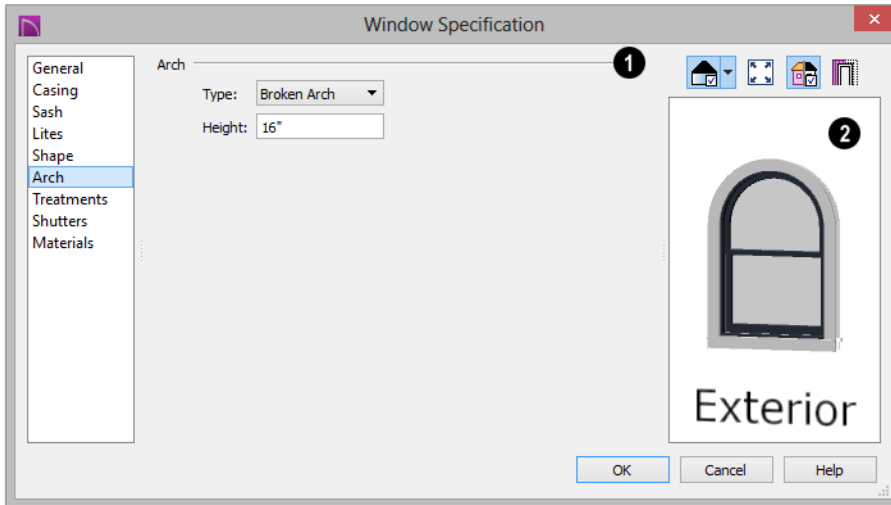 Window Specification
General
Casing
Sash
Lites
Shape
Arch
Treatments
Shutters
Materials
Arch
1
Type: Broken Arch
Height: 16"
2
Exterior
OK Cancel Help